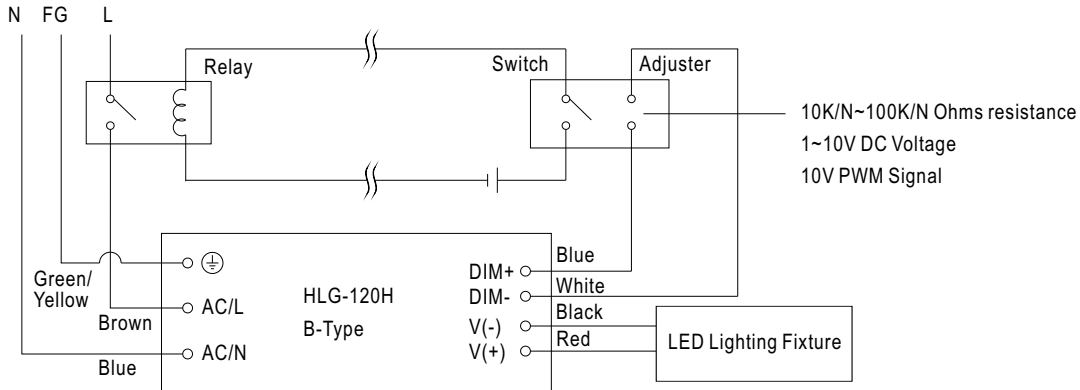 N FG L
Relay
Switch
Adjuster
10K/N~100K/N Ohms resistance
1~10V DC Voltage
10V PWM Signal
Green/
Yellow
Brown
Blue
AC/L
AC/N
HLG-120H
B-Type
DIM+
DIM-
V(-)
V(+)
Blue
White
Black
Red
LED Lighting Fixture